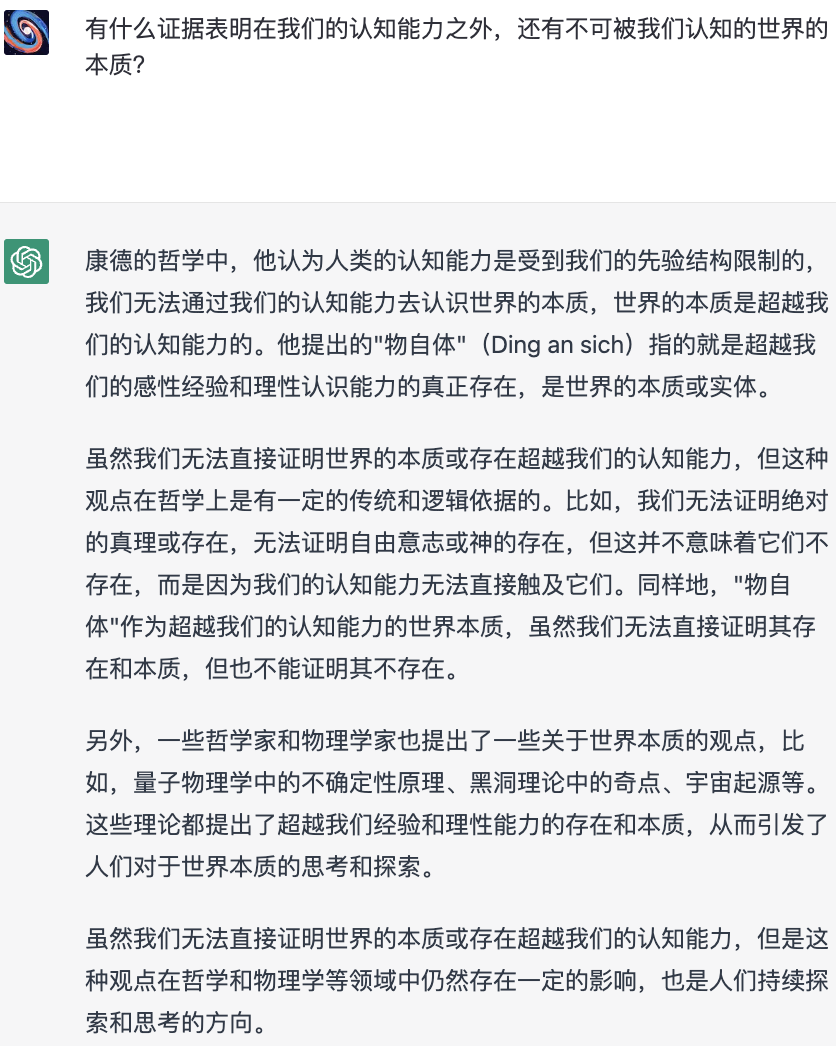 有什么证据表明在我们的认知能力之外，还有不可被我们认知的世界的
本质?
康德的哲学中，他认为人类的认知能力是受到我们的先验结构限制的，
我们无法通过我们的认知能力去认识世界的本质，世界的本质是超越我
们的认知能力的。他提出的"物自体"（Ding an sich）指的就是超越我
们的感性经验和理性认识能力的真正存在，是世界的本质或实体。
虽然我们无法直接证明世界的本质或存在超越我们的认知能力，但这种
观点在哲学上是有一定的传统和逻辑依据的。比如，我们无法证明绝对
的真理或存在，无法证明自由意志或神的存在，但这并不意味着它们不
存在，而是因为我们的认知能力无法直接触及它们。同样地，"物自
体"作为超越我们的认知能力的世界本质，虽然我们无法直接证明其存
在和本质，但也不能证明其不存在。
另外，一些哲学家和物理学家也提出了一些关于世界本质的观点，比
如，量子物理学中的不确定性原理、黑洞理论中的奇点、宇宙起源等。
这些理论都提出了超越我们经验和理性能力的存在和本质，从而引发了
人们对于世界本质的思考和探索。
虽然我们无法直接证明世界的本质或存在超越我们的认知能力，但是这
种观点在哲学和物理学等领域中仍然存在一定的影响，也是人们持续探
索和思考的方向。